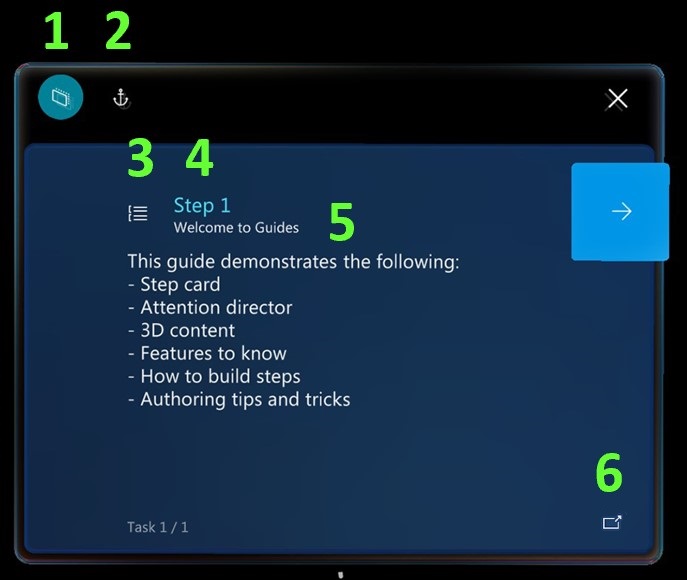 1 2
3 4
Step 1
5
Welcome to Guides
This guide demonstrates the following:
- Step card
- Attention director
- 3D content
- Features to know
- How to build steps
- Authoring tips and tricks
6
Task 1 / 1